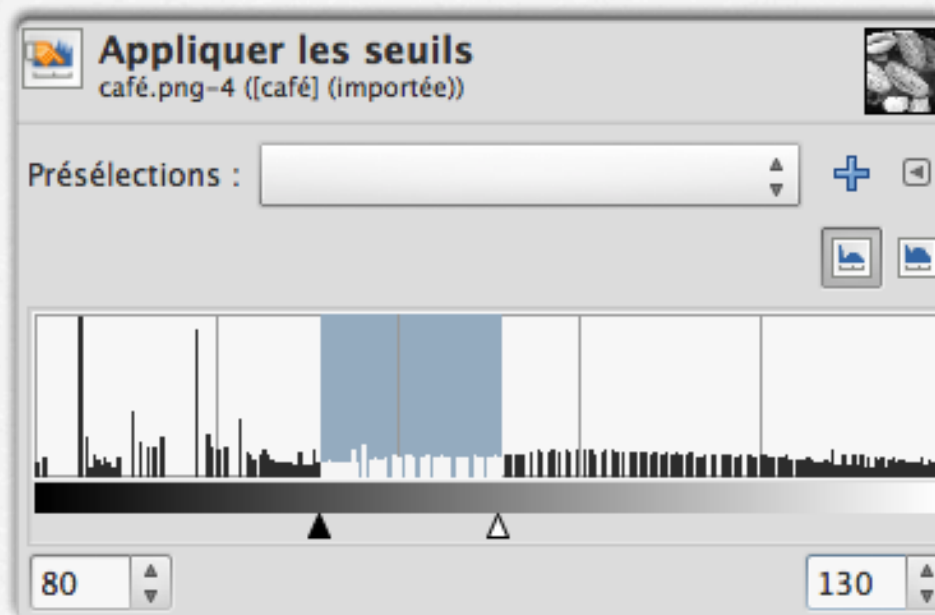 Appliquer les seuils
café.png-4 ([café] (importée))
Présélections :
80
130